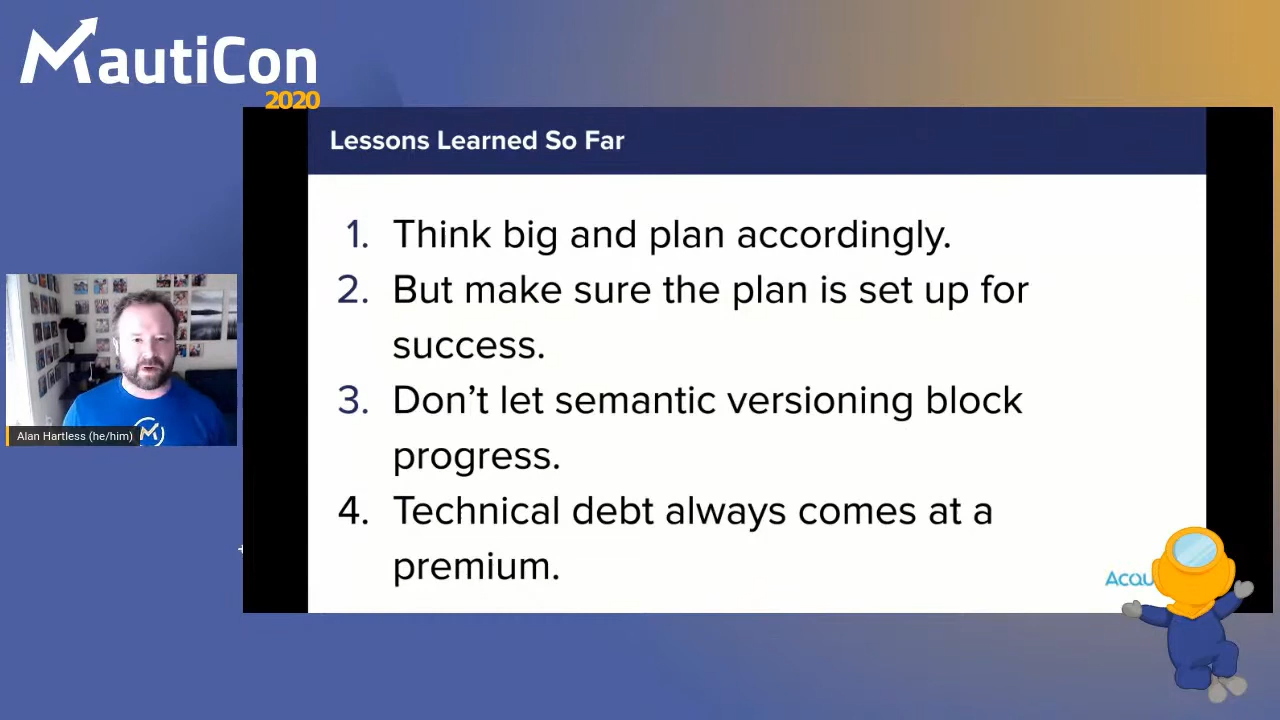 MautiCon
2020
Lessons Learned So Far
1. Think big and plan accordingly.
2. But make sure the plan is set up for
success.
3. Don't let semantic versioning block
progress.
4. Technical debt always comes at a
premium.
Alan Hartless (he/him)